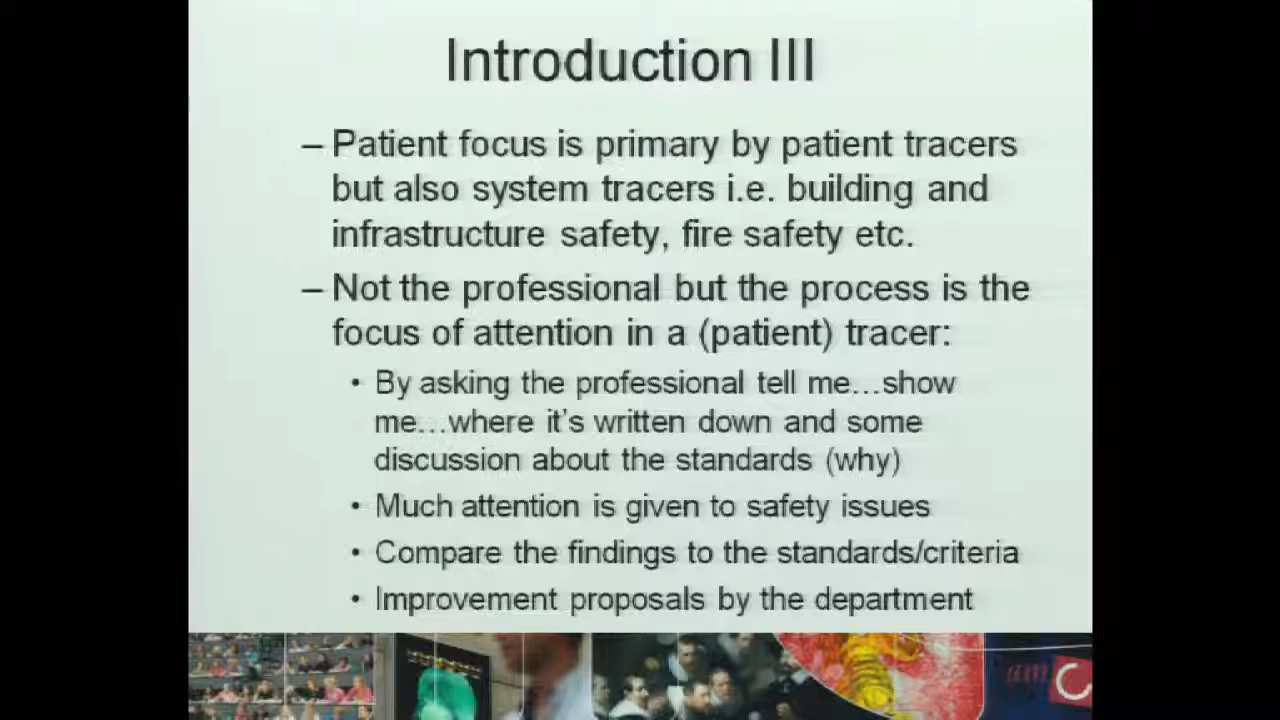 Introduction III
– Patient focus is primary by patient tracers
but also system tracers i.e. building and
infrastructure safety, fire safety etc.
– Not the professional but the process is the
focus of attention in a (patient) tracer:
• By asking the professional tell me...show
me...where it's written down and some
discussion about the standards (why)
• Much attention is given to safety issues
• Compare the findings to the standards/criteria
• Improvement proposals by the department